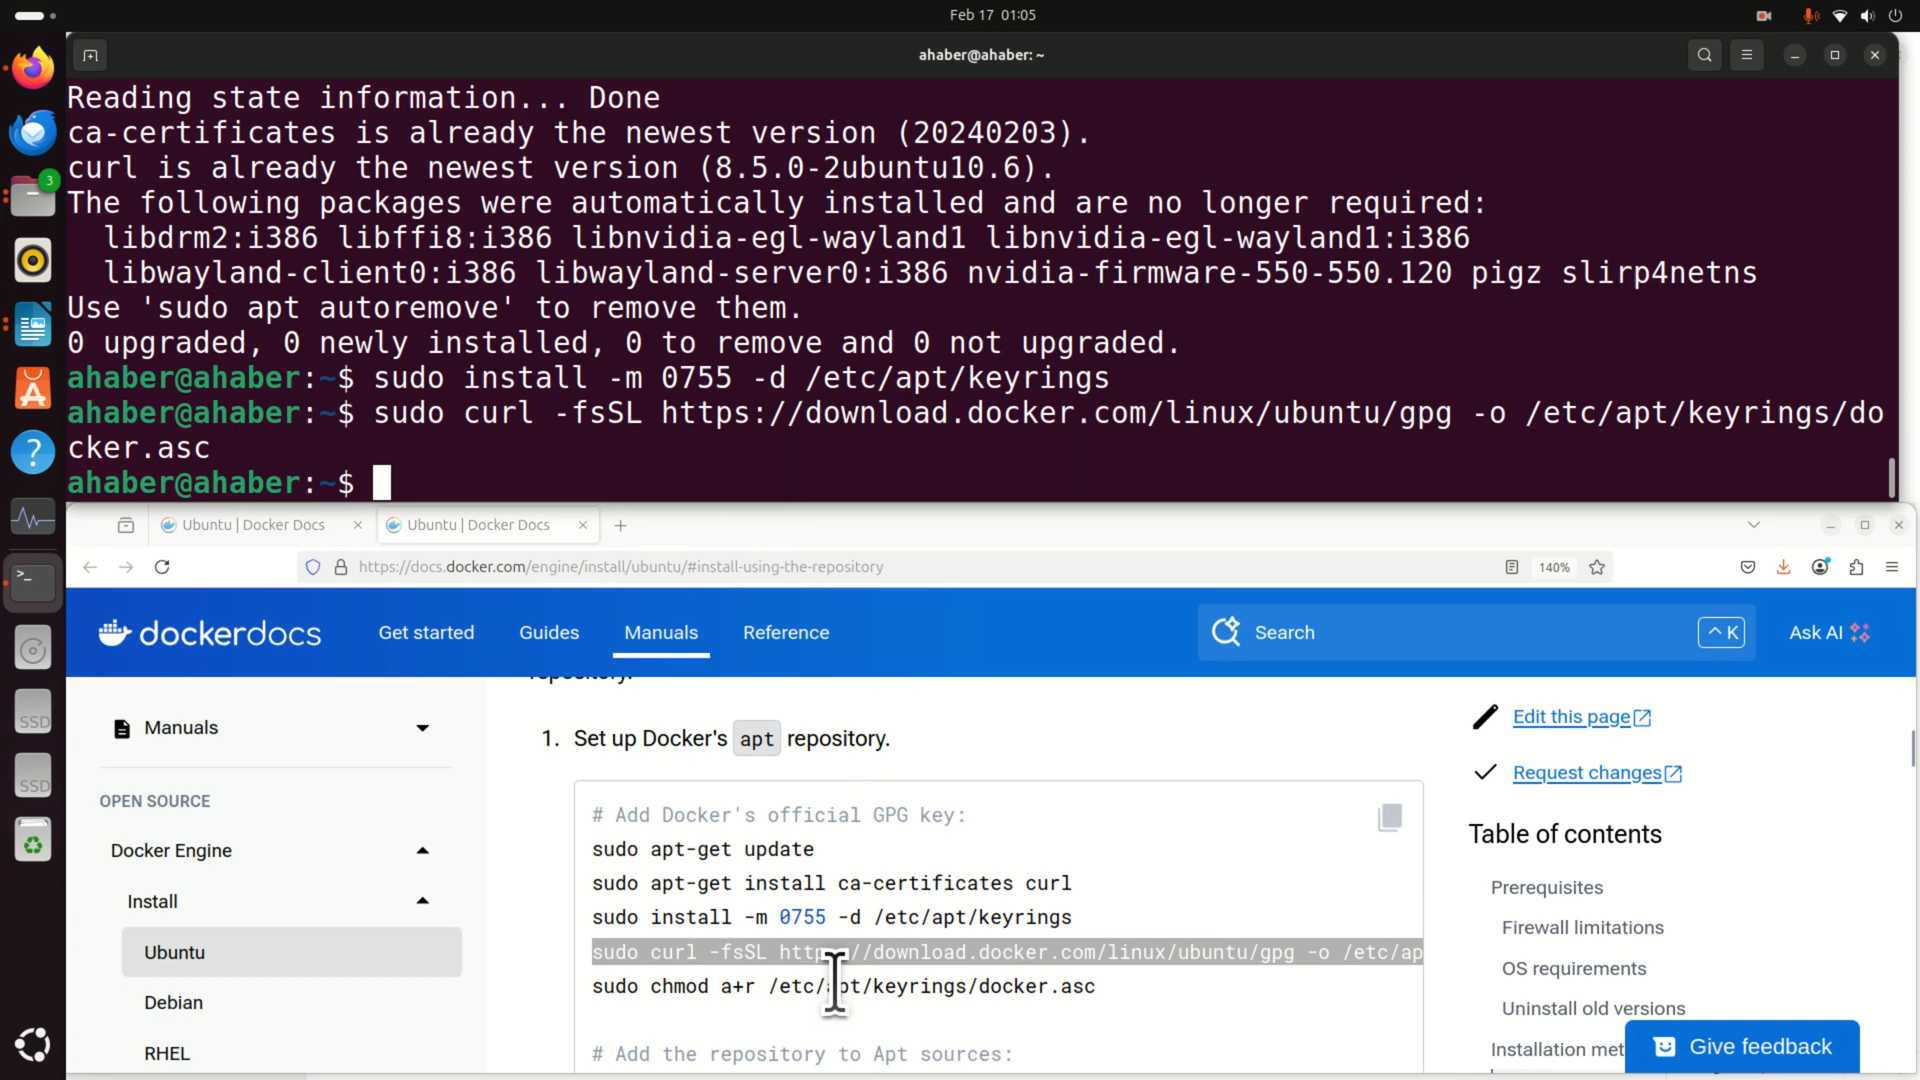 Feb 17 01:05
ahaber@ahaber: ~
Reading state information... Done
ca-certificates is already the newest version (20240203).
curl is already the newest version (8.5.0-2ubuntu10.6).
The following packages were automatically installed and are no longer required:
libdrm2:i386 libffi8:i386 libnvidia-egl-wayland1 libnvidia-egl-wayland1:i386
libwayland-client0:i386 libwayland-server0:i386 nvidia-firmware-550-550.120 pigz slirp4netns
Use 'sudo apt autoremove' to remove them.
0 upgraded, 0 newly installed, 0 to remove and 0 not upgraded.
ahaber@ahaber:~$ sudo install -m 0755 -d /etc/apt/keyrings
ahaber@ahaber:~$ sudo curl -fsSL https://download.docker.com/linux/ubuntu/gpg -o /etc/apt/keyrings/do
cker.asc
ahaber@ahaber:~$
3
SSD
SSD
Ubuntu | Docker Docs
Ubuntu | Docker Docs
https://docs.docker.com/engine/install/ubuntu/#install-using-the-repository
140%
dockerdocs
Get started
Guides
Manuals
Reference
Search
^ K
Ask AI
Manuals
OPEN SOURCE
Docker Engine
Install
Ubuntu
Debian
RHEL
repository.
1. Set up Docker's apt repository.
# Add Docker's official GPG key:
sudo apt-get update
sudo apt-get install ca-certificates curl
sudo install -m 0755 -d /etc/apt/keyrings
sudo curl -fsSL https://download.docker.com/linux/ubuntu/gpg -o /etc/ap
sudo chmod a+r /etc/apt/keyrings/docker.asc
# Add the repository to Apt sources:
Edit this page
Request changes
Table of contents
Prerequisites
Firewall limitations
OS requirements
Uninstall old versions
Installation met
Give feedback